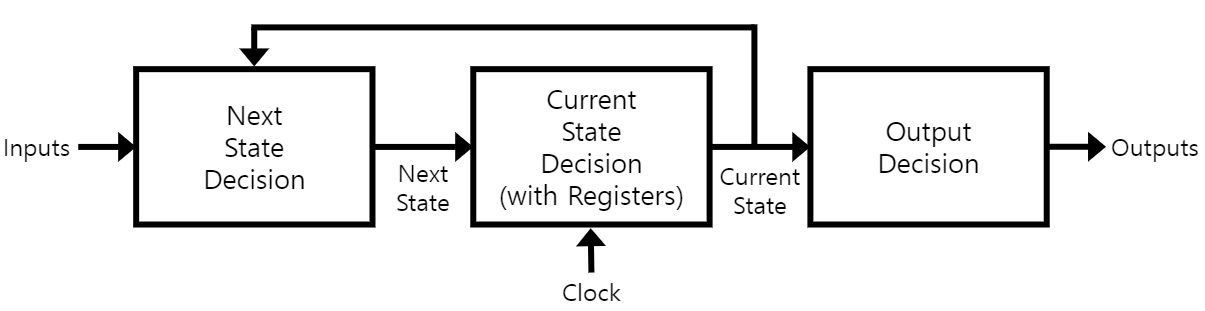 Inputs
Next
State
Decision
Next
State
Current
State
Decision
(with Registers)
Clock
Current
State
Output
Decision
Outputs